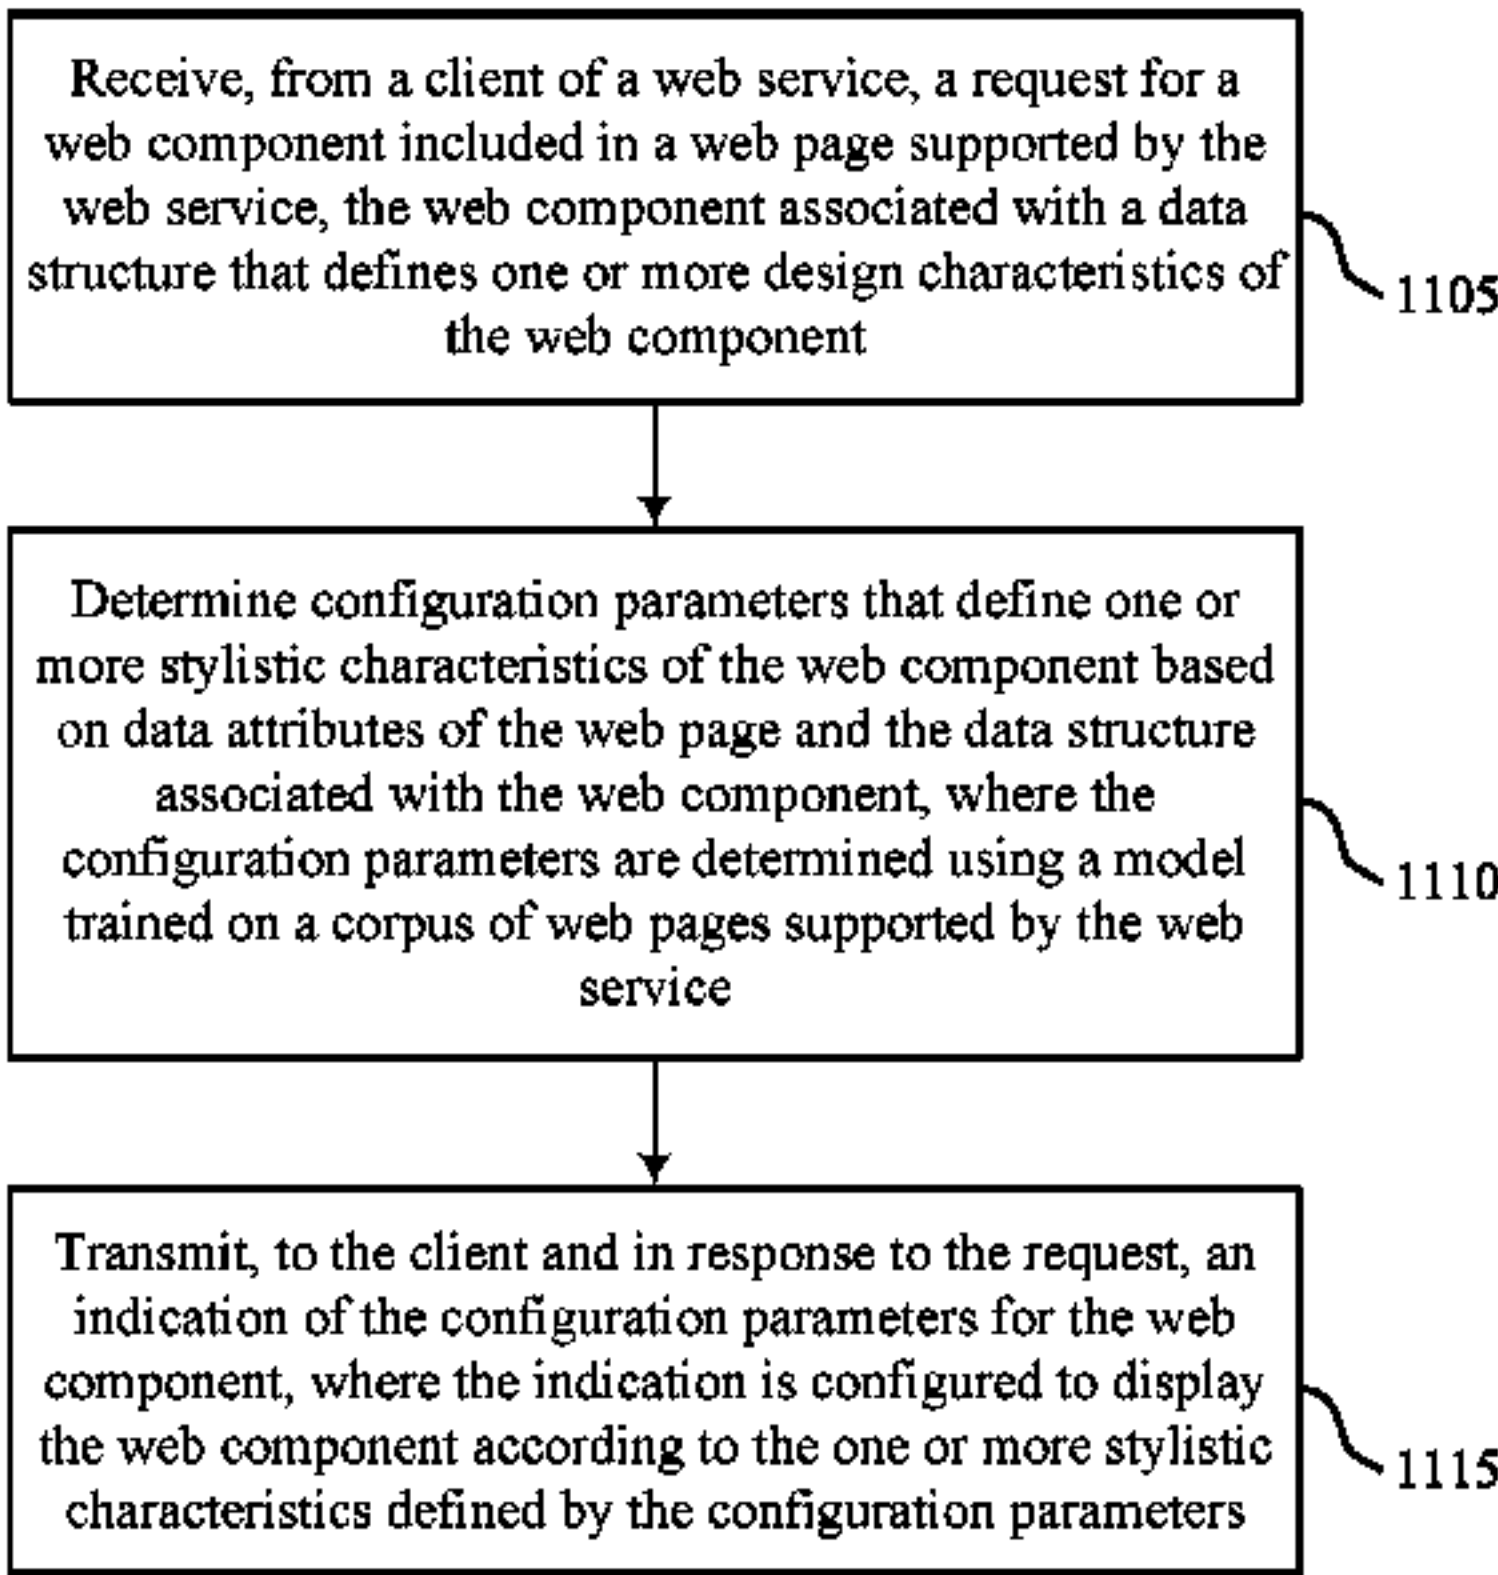 Receive, from a client of a web service, a request for a
web component included in a web page supported by the
web service, the web component associated with a data
structure that defines one or more design characteristics of
the web component
1105
Determine configuration parameters that define one or
more stylistic characteristics of the web component based
on data attributes of the web page and the data structure
associated with the web component, where the
configuration parameters are determined using a model
trained on a corpus of web pages supported by the web
service
1110
Transmit, to the client and in response to the request, an
indication of the configuration parameters for the web
component, where the indication is configured to display
the web component according to the one or more stylistic
characteristics defined by the configuration parameters
1115